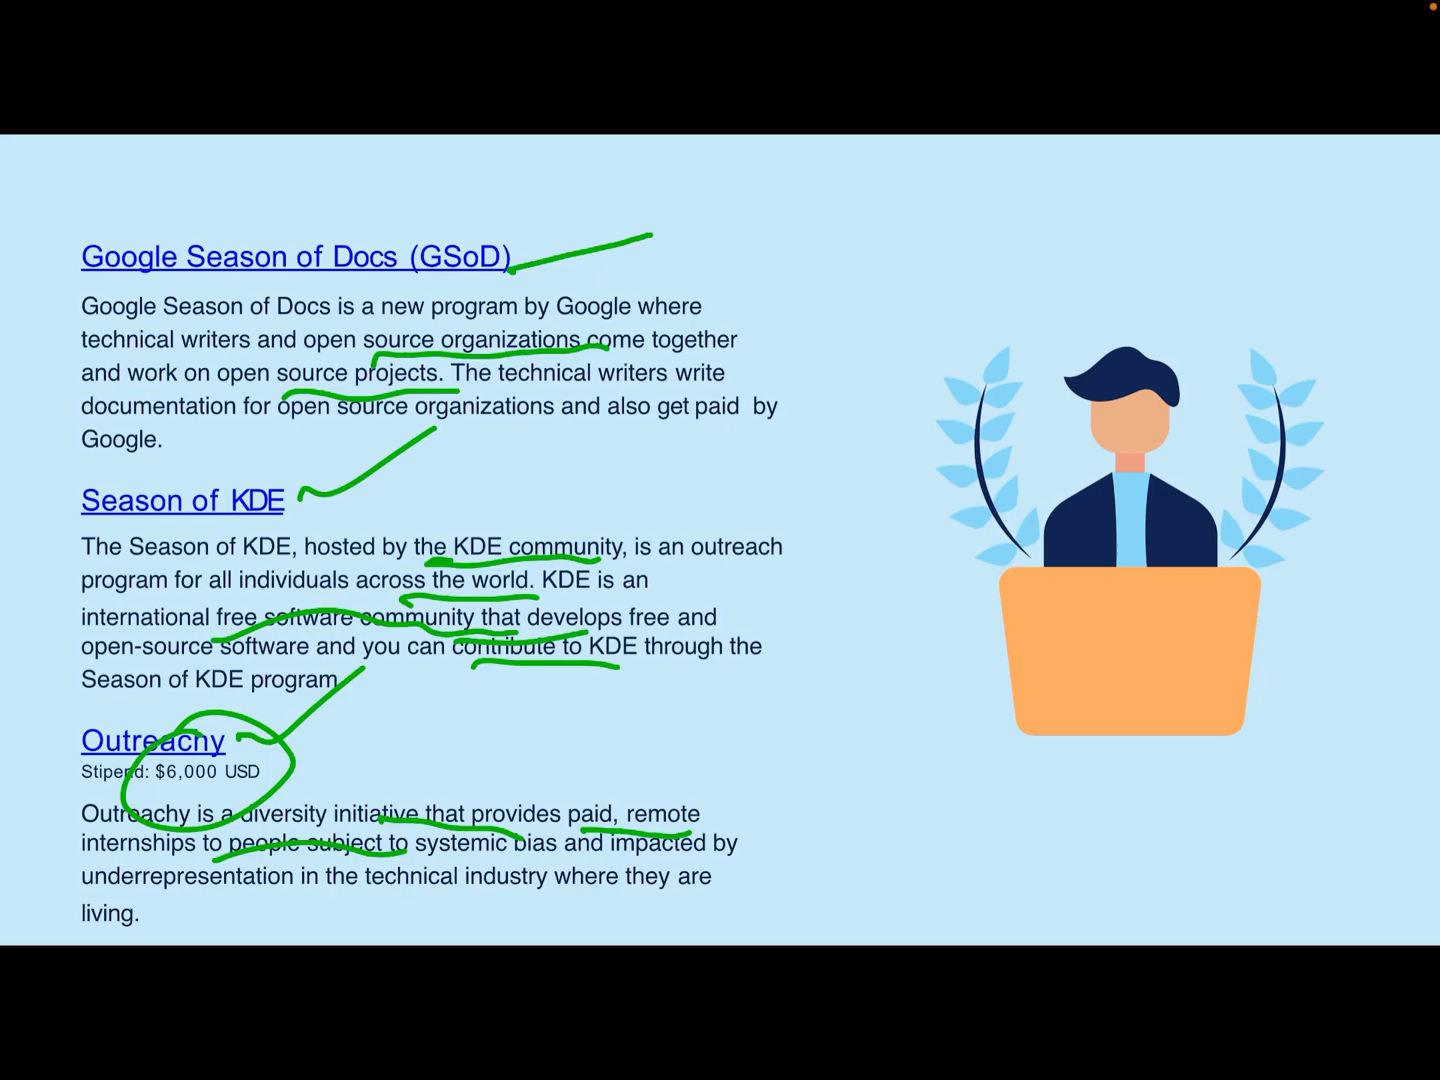 Google Season of Docs (GSoD)
Google Season of Docs is a new program by Google where
technical writers and open source organizations come together
and work on open source projects. The technical writers write
documentation for open source organizations and also get paid by
Google.
Season of KDE
The Season of KDE, hosted by the KDE community, is an outreach
program for all individuals across the world. KDE is an
international free software community that develops free and
open-source software and you can contribute to KDE through the
Season of KDE program.
Outreachy
Stipend: $6,000 USD
Outreachy is a diversity initiative that provides paid, remote
internships to people subject to systemic bias and impacted by
underrepresentation in the technical industry where they are
living.